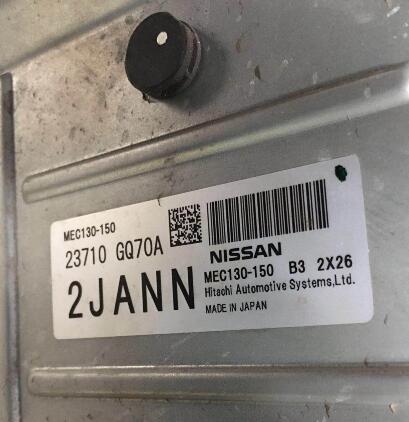 MEC130-150
23710 GQ70A
2JANN
NISSAN
MEC130-150 B3 2X26
Hitachi Automotive Systems,Ltd.
MADE IN JAPAN